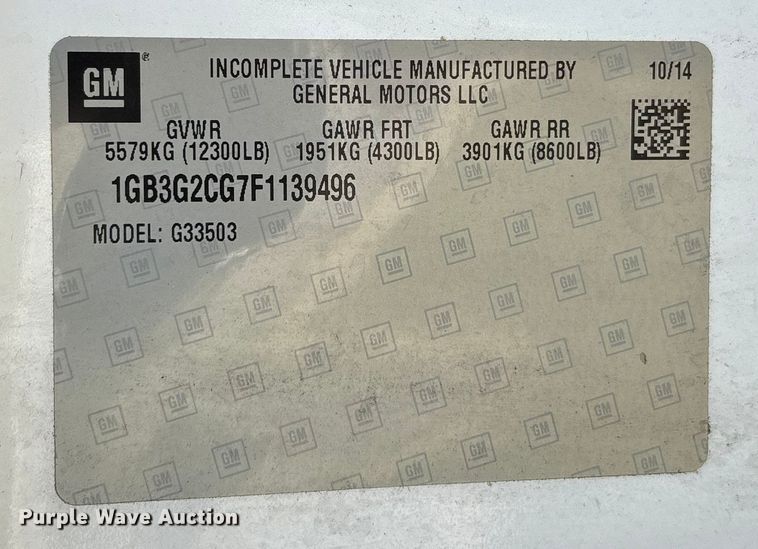 GM®
INCOMPLETE VEHICLE MANUFACTURED BY
GENERAL MOTORS LLC
10/14
GVWR GAWR FRT GAWR RR
5579KG (12300LB) 1951KG (4300LB) 3901KG (8600LB)
1GB3G2CG7F1139496
MODEL: G33503
Purple Wave Auction